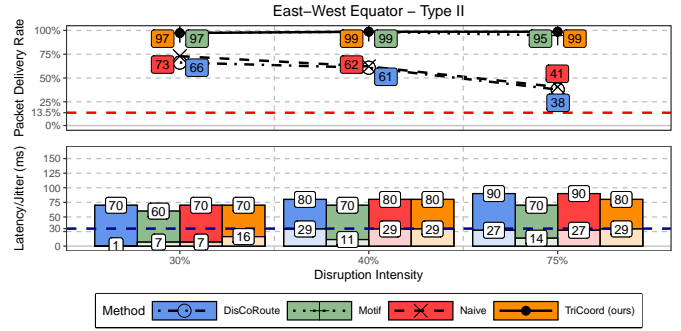 East−West Equator − Type II
Packet Delivery Rate
100%
75%
50%
25%
13.5%
0%
97 97 99 99 95 99
73 66 62 61 41 38
Latency/Jitter (ms)
150
120
90
70
50
30
0
70 60 70 70 80 70 80 80 90 70 90 80
1 7 7 16 29 11 29 29 27 14 27 29
30% 40% 75%
Disruption Intensity
Method DisCoRoute Motif Naive TriCoord (ours)